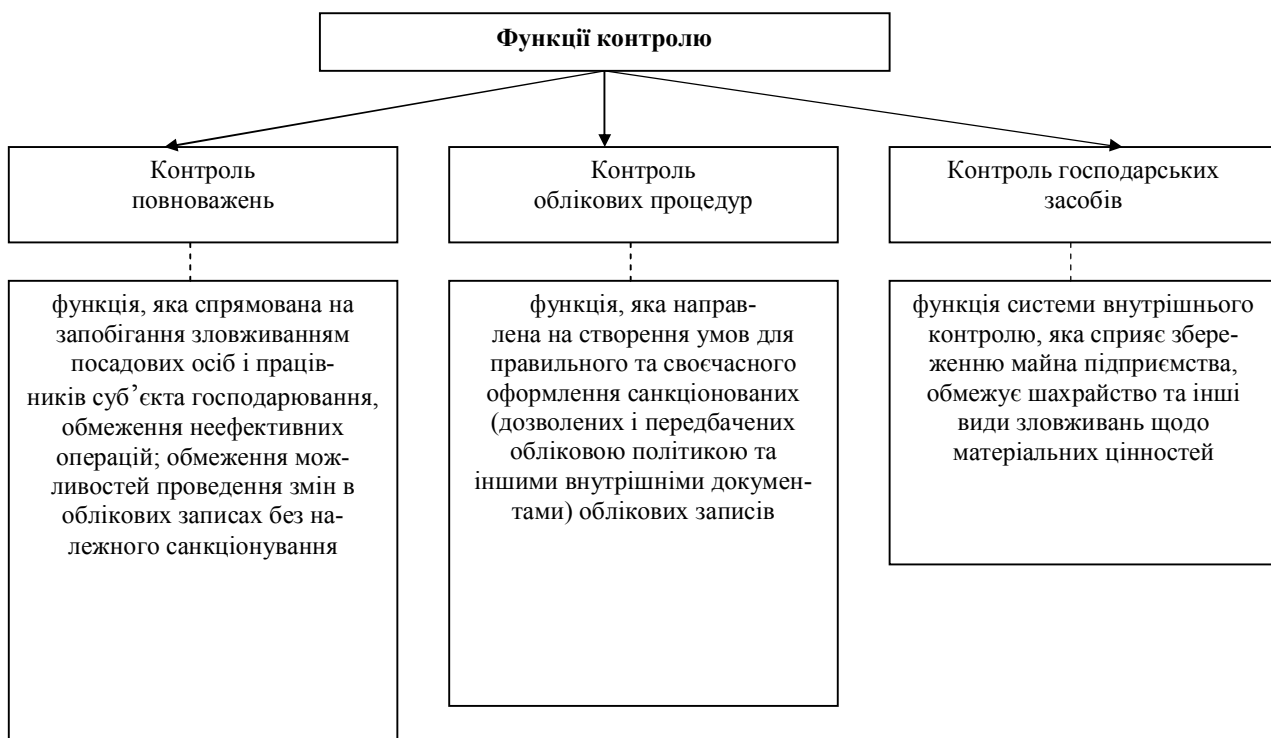 Функції контролю
Контроль
повноважень
Контроль
облікових процедур
Контроль господарських
засобів
функція, яка спрямована на
запобігання зловживанням
посадових осіб і праців-
ників суб’єкта господарювання,
обмеження неефективних
операцій; обмеження мож-
ливостей проведення змін в
облікових записах без на-
лежного санкціонування
функція, яка направ-
лена на створення умов для
правильного та своєчасного
оформлення санкціонованих
(дозволених і передбачених
обліковою політикою та
іншими внутрішніми докумен-
тами) облікових записів
функція системи внутрішнього
контролю, яка сприяє збере-
женню майна підприємства,
обмежує шахрайство та інші
види зловживань щодо
матеріальних цінностей